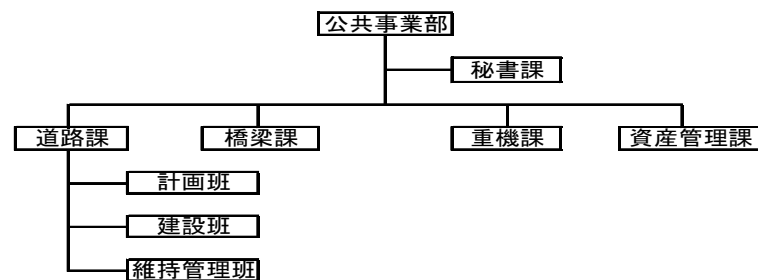 公共事業部
秘書課
道路課
橋梁課
重機課
資産管理課
計画班
建設班
維持管理班